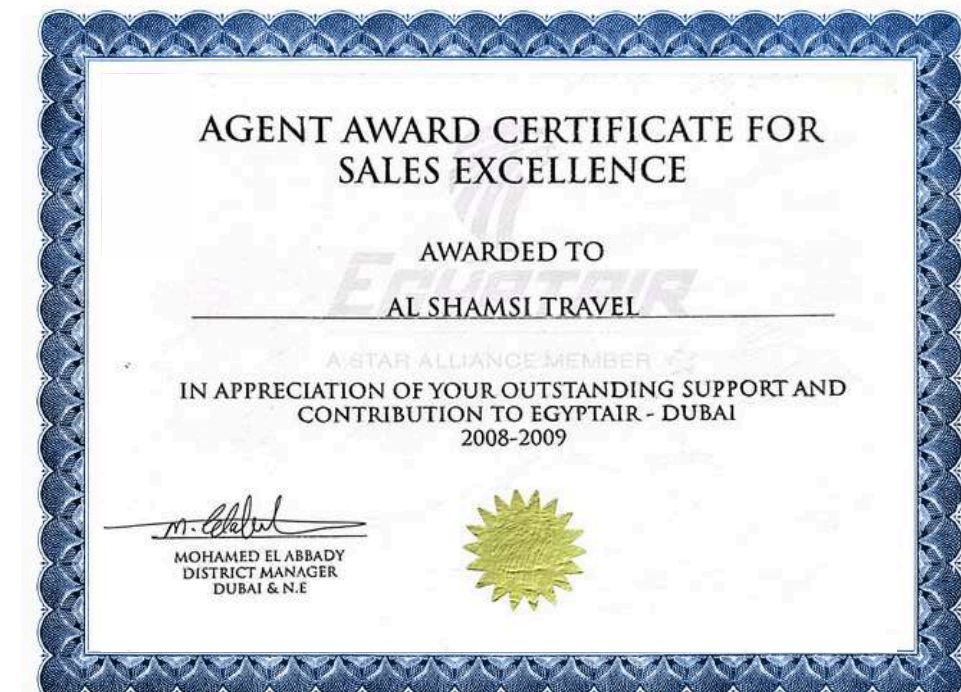 AGENT AWARD CERTIFICATE FOR
SALES EXCELLENCE
AWARDED TO
EGYPTAIR
AL SHAMSI TRAVEL
A STAR ALLIANCE MEMBER
IN APPRECIATION OF YOUR OUTSTANDING SUPPORT AND
CONTRIBUTION TO EGYPTAIR - DUBAI
2008-2009
MOHAMED EL ABBADY
DISTRICT MANAGER
DUBAI & N.E